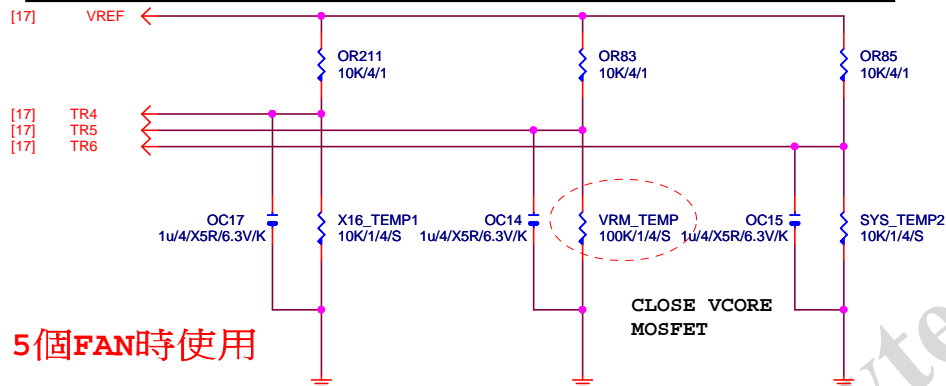 [17] VREF
OR211
10K/4/1
OR83
10K/4/1
OR85
10K/4/1
[17] TR4
[17] TR5
[17] TR6
OC17
1u/4/X5R/6.3V/K
X16_TEMP1
10K/1/4/S
OC14
1u/4/X5R/6.3V/K
VRM_TEMP
100K/1/4/S
OC15
1u/4/X5R/6.3V/K
SYS_TEMP2
10K/1/4/S
CLOSE VCORE
MOSFET
5個FAN時使用
yte